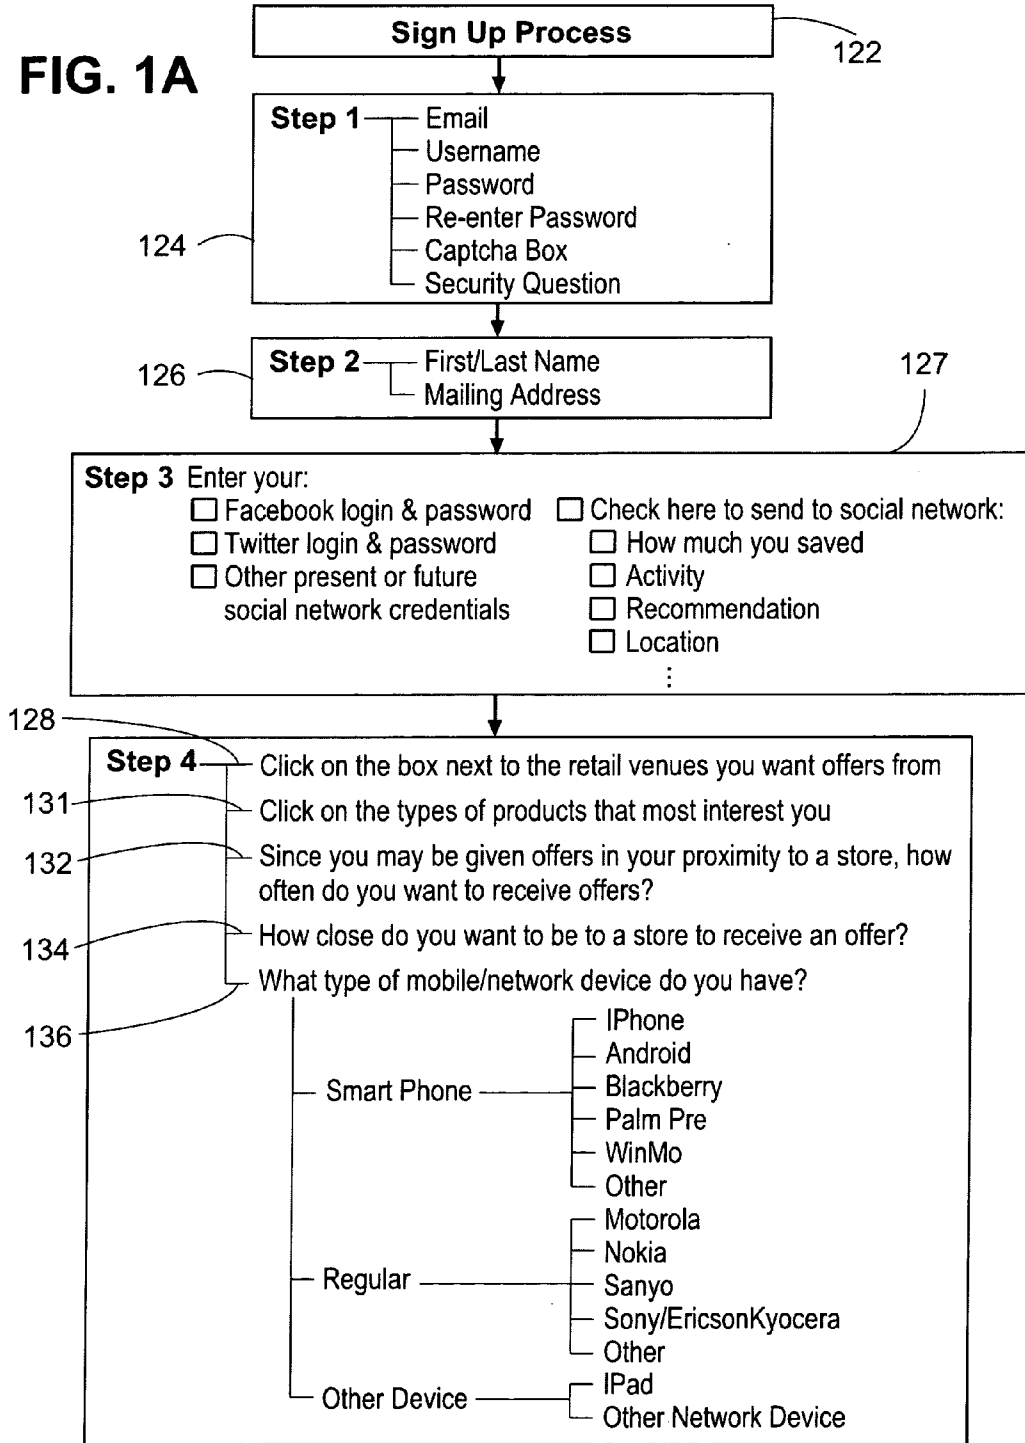 Sign Up Process
122
FIG. 1A
Step 1 Email
Username
Password
Re-enter Password
Captcha Box
Security Question
124
Step 2 First/Last Name
Mailing Address
126
127
Step 3 Enter your:
Facebook login & password
Twitter login & password
Other present or future
social network credentials
Check here to send to social network:
How much you saved
Activity
Recommendation
Location
⋮
128
Step 4 Click on the box next to the retail venues you want offers from
131
Click on the types of products that most interest you
132
Since you may be given offers in your proximity to a store, how
often do you want to receive offers?
134
How close do you want to be to a store to receive an offer?
136
What type of mobile/network device do you have?
Smart Phone
IPhone
Android
Blackberry
Palm Pre
WinMo
Other
Regular
Motorola
Nokia
Sanyo
Sony/EricsonKyocera
Other
Other Device
IPad
Other Network Device